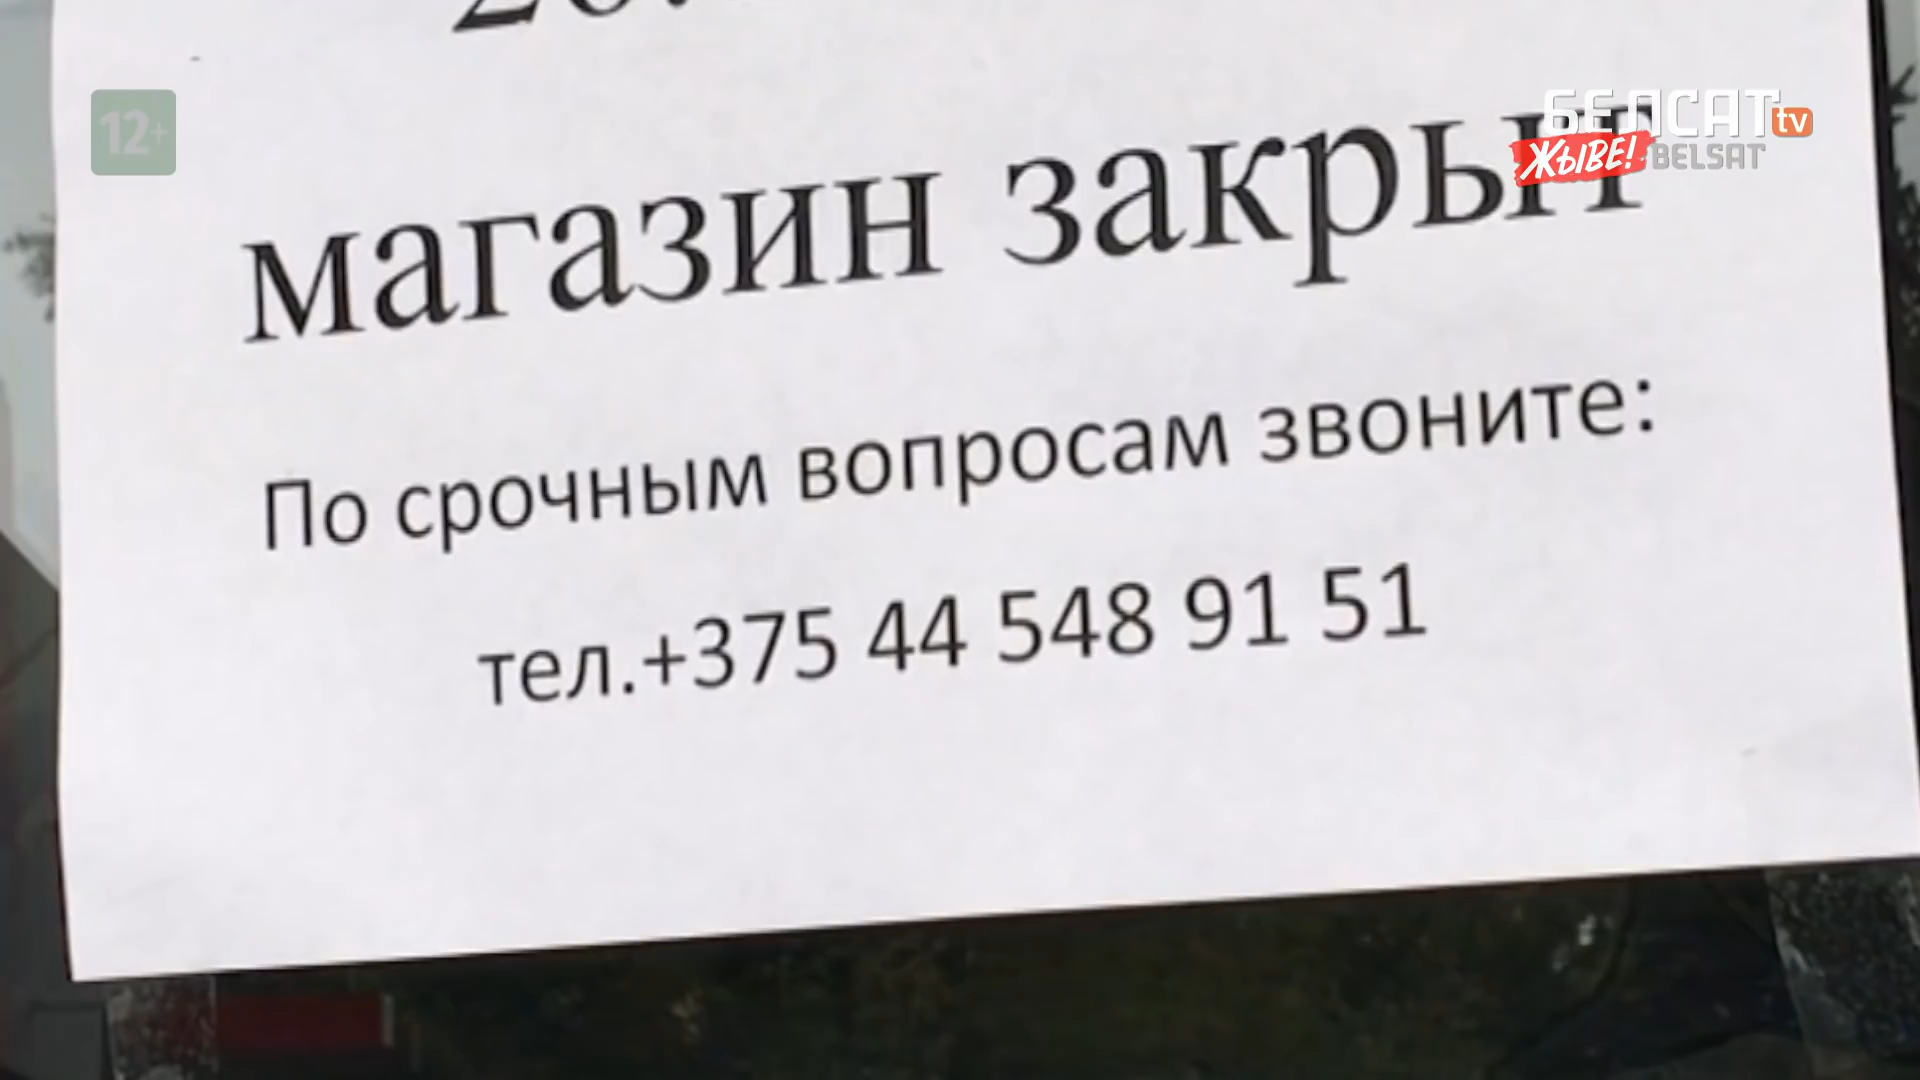 12+
БЕЛСАТ tv
ЖЫВЕ! BELSAT
магазин закрыт
По срочным вопросам звоните:
тел.+375 44 548 91 51